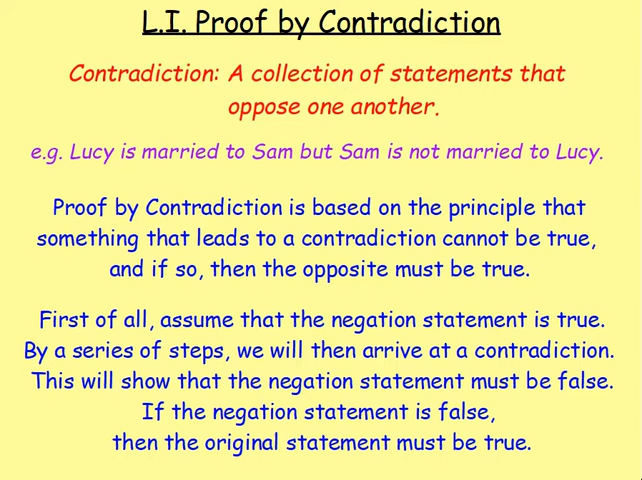 L.I. Proof by Contradiction
Contradiction: A collection of statements that
oppose one another.
e.g. Lucy is married to Sam but Sam is not married to Lucy.
Proof by Contradiction is based on the principle that
something that leads to a contradiction cannot be true,
and if so, then the opposite must be true.
First of all, assume that the negation statement is true.
By a series of steps, we will then arrive at a contradiction.
This will show that the negation statement must be false.
If the negation statement is false,
then the original statement must be true.